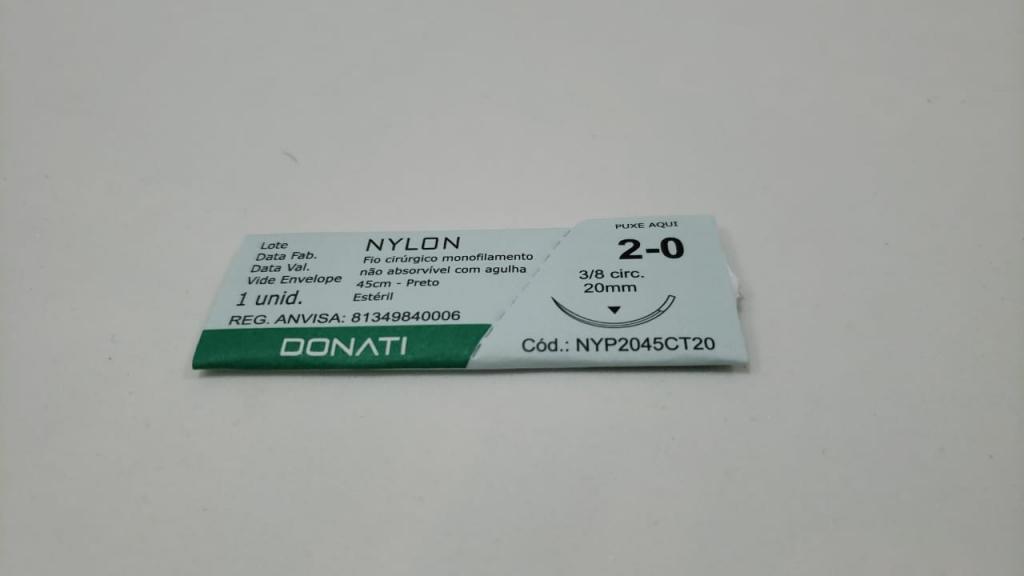 Lote
Data Fab.
Data Val.
Vide Envelope
1 unid.
REG. ANVISA: 81349840006
NYLON
Fio cirúrgico monofilamento
não absorvível com agulha
45cm - Preto
Estéril
DONATI
PUXE AQUI
2-0
3/8 circ.
20mm
Cód.: NYP2045CT20